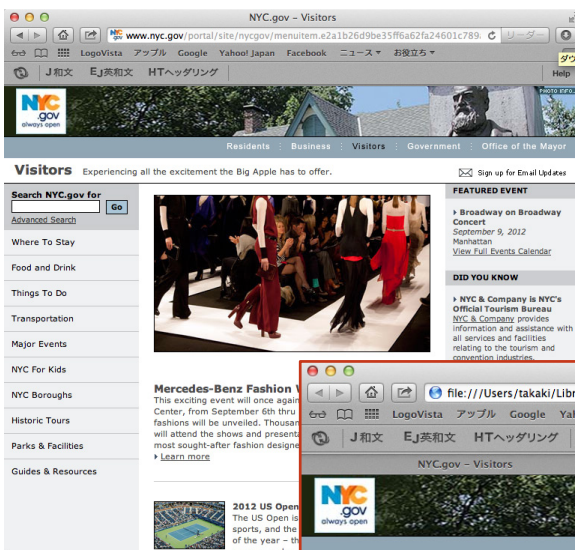 NYC.gov – Visitors
www.nyc.gov/portal/site/nycgov/menuitem.e2a1b26d9be35ff6a62fa24601c789
リーダー
LogoVista アップル Google Yahoo! Japan Facebook ニュース▼ お役立ち▼
ダウ
J和文 EJ英和文 HTヘッダリング
Help
PHOTO INFO.
NYC
.gov
always open
Residents Business Visitors Government Office of the Mayor
Visitors Experiencing all the excitement the Big Apple has to offer.
Sign up for Email Updates
Search NYC.gov for
Go
Advanced Search
Where To Stay
Food and Drink
Things To Do
Transportation
Major Events
NYC For Kids
NYC Boroughs
Historic Tours
Parks & Facilities
Guides & Resources
Mercedes-Benz Fashion
This exciting event will once again
Center, from September 6th thru
fashions will be unveiled. Thousan
will attend the shows and presenta
most sought-after fashion designe
Learn more
2012 US Open
The US Open is
sports, and the
of the year – th
FEATURED EVENT
Broadway on Broadway
Concert
September 9, 2012
Manhattan
View Full Events Calendar
DID YOU KNOW
NYC & Company is NYC's
Official Tourism Bureau
NYC & Company provides
information and assistance with
all services and facilities
relating to the tourism and
convention industries.
file:///Users/takaki/Libr
LogoVista アップル Google Yah
J和文 EJ英和文 HTヘッダリング
NYC.gov – Visitors
NYC
.gov
always open